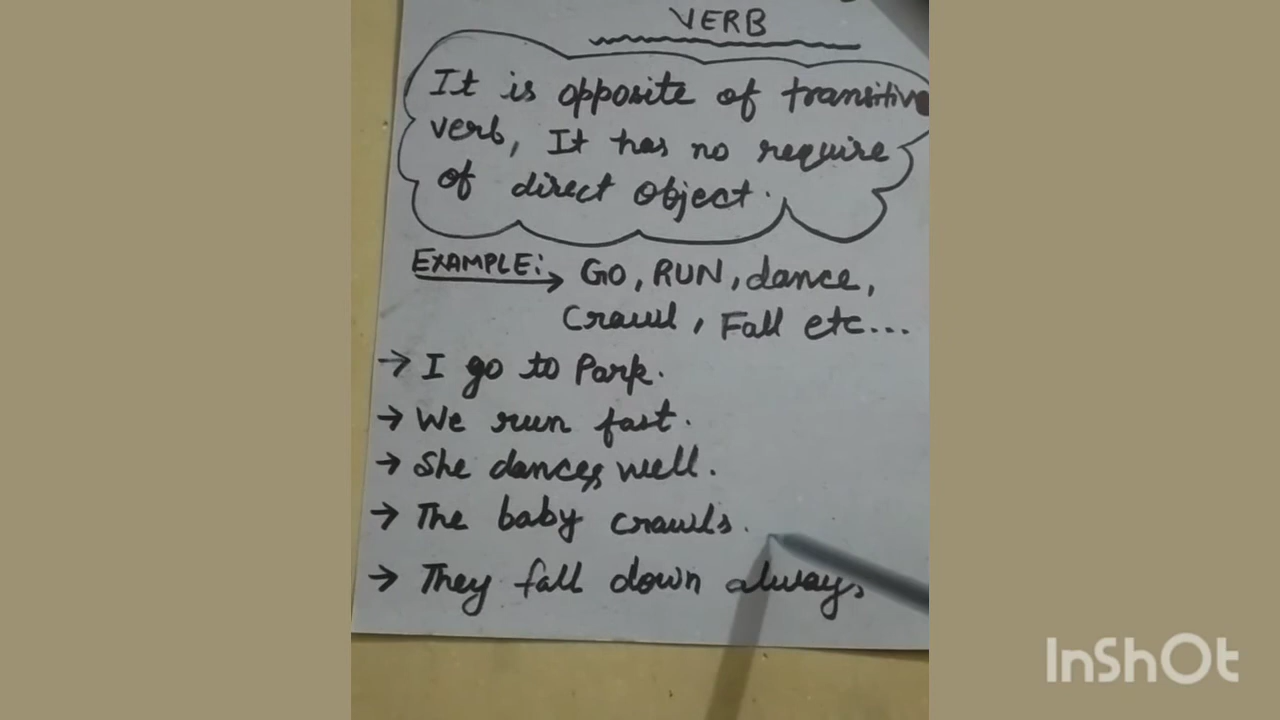 VERB
It is opposite of transitive
verb, It has no require
of direct object.
EXAMPLE: → GO, RUN, dance,
Crawl, Fall etc...
→ I go to Park.
→ We run fast.
→ She dances well.
→ The baby crawls.
→ They fall down always
InShOt